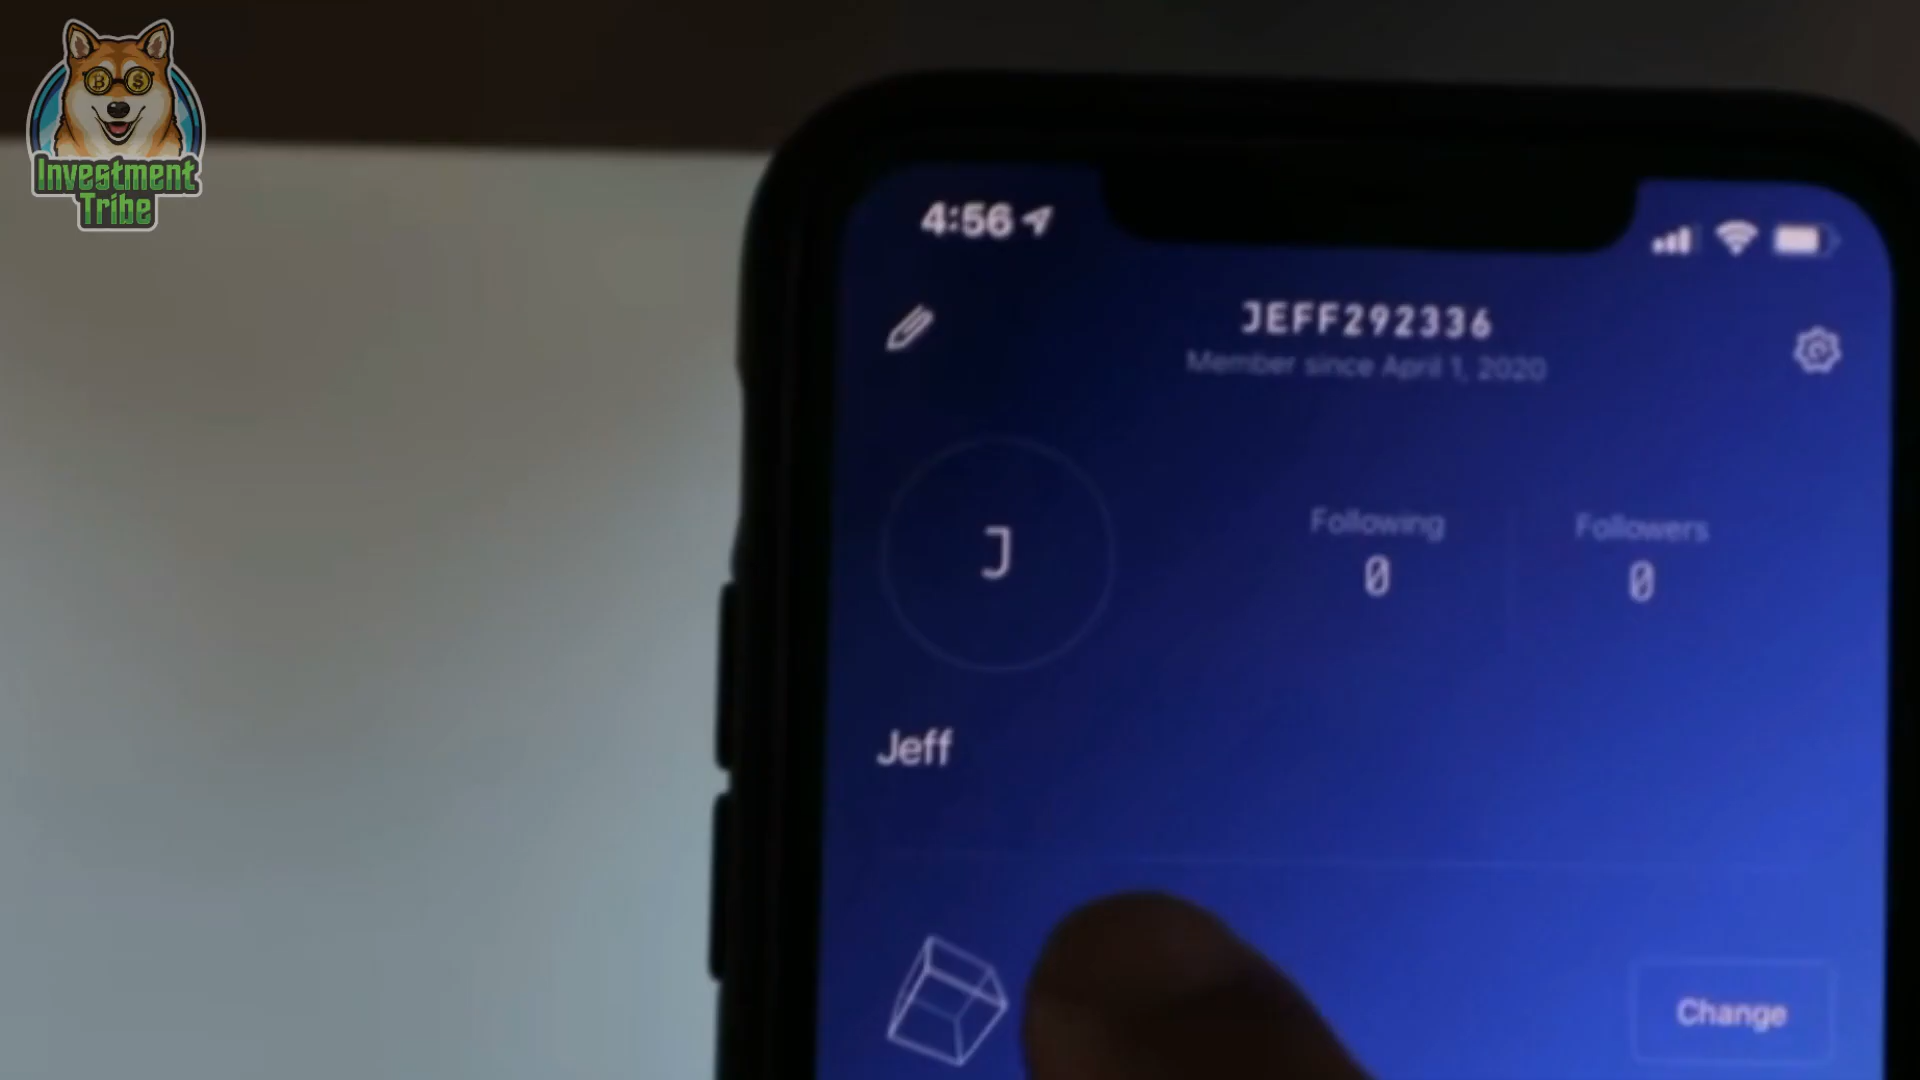 Investment
Tribe
4:56
JEFF292336
Member since April 1, 2020
J
Following
0
Followers
0
Jeff
Change